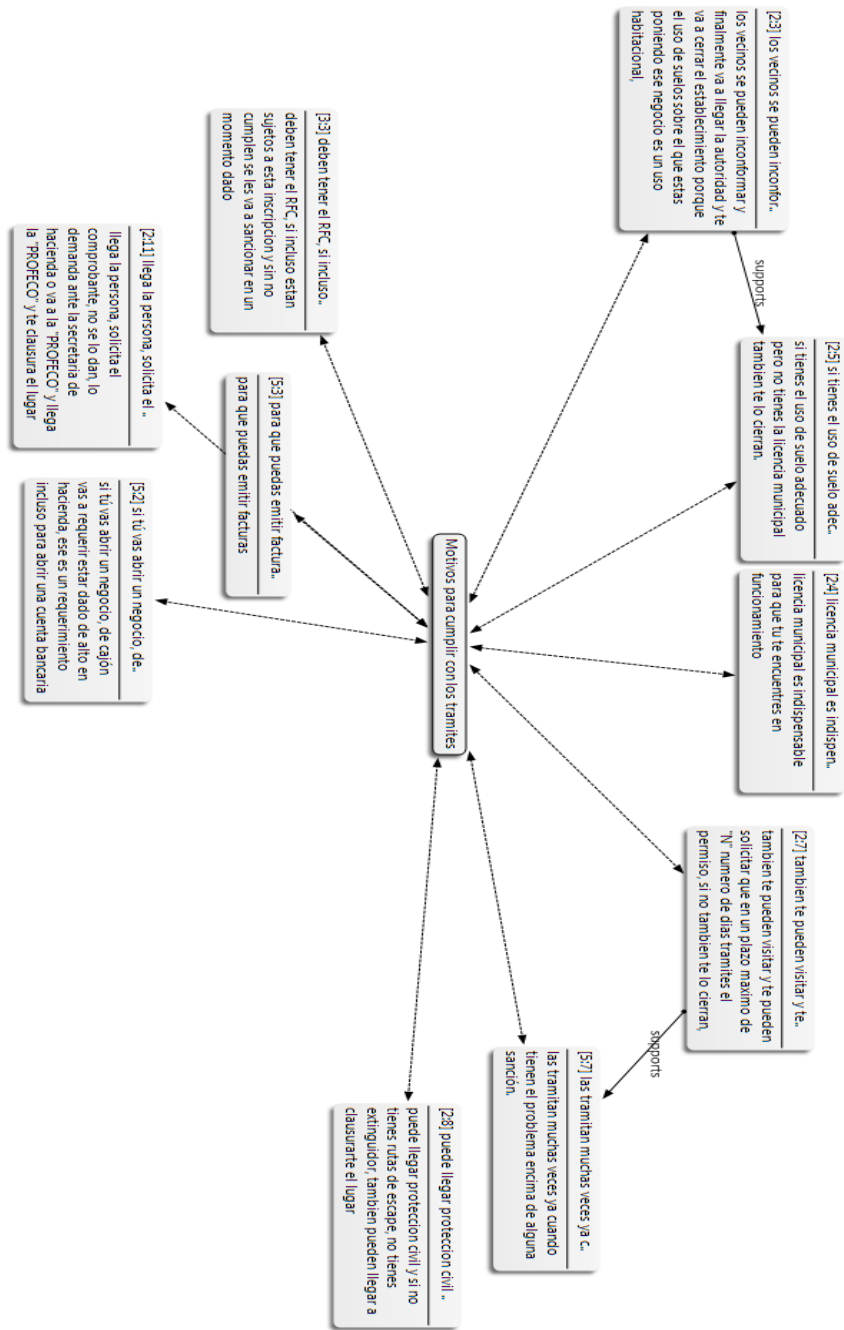 [2:3] los vecinos se pueden inconfor..
los vecinos se pueden inconformar y
finalmente va a llegar la autoridad y te
va a cerrar el establecimiento porque
el uso de suelos sobre el que estas
poniendo ese negocio es un uso
habitacional,
supports
[2:5] si tienes el uso de suelo adec..
si tienes el uso de suelo adecuado
pero no tienes la licencia municipal
tambien te lo cierran,
[2:4] licencia municipal es indispen..
licencia municipal es indispensable
para que tu te encuentres en
funcionamiento
[2:7] tambien te pueden visitar y te..
tambien te pueden visitar y te pueden
solicitar que en un plazo maximo de
"N" numero de dias tramites el
permiso, si no tambien te lo cierran,
supports
[5:7] las tramitan muchas veces ya c..
las tramitan muchas veces ya cuando
tienen el problema encima de alguna
sanción.
[2:8] puede llegar proteccion civil ..
puede llegar proteccion civil y si no
tienes rutas de escape, no tienes
extinguidor, tambien pueden llegar a
clausurarte el lugar
Motivos para cumplir con los tramites
[3:3] deben tener el RFC, si incluso..
deben tener el RFC, si incluso estan
sujetos a esta inscripcion y sin no
cumplen se les va a sancionar en un
momento dado
[5:3] para que puedas emitir factura..
para que puedas emitir facturas
[2:11] llega la persona, solicita el ..
llega la persona, solicita el
comprobante, no se lo dan, lo
demanda ante la secretaria de
hacienda o va a la "PROFECO" y llega
la "PROFECO" y te clausura el lugar
[5:2] si tú vas abrir un negocio, de..
si tú vas abrir un negocio, de cajón
vas a requerir estar dado de alto en
hacienda, ese es un requerimiento
incluso para abrir una cuenta bancaria